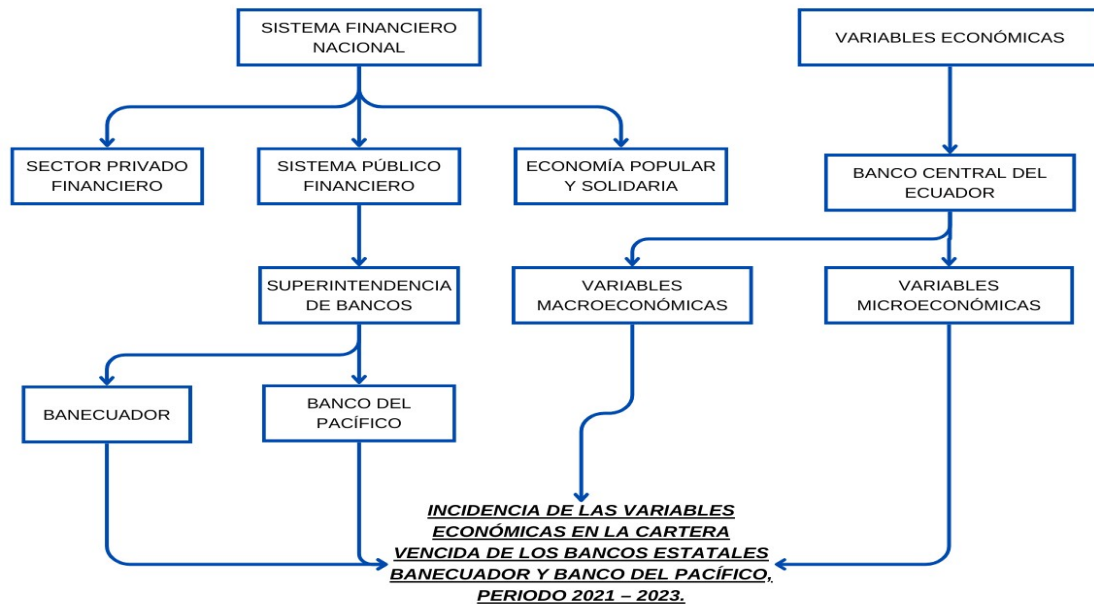 SISTEMA FINANCIERO
NACIONAL
VARIABLES ECONÓMICAS
SECTOR PRIVADO
FINANCIERO
SISTEMA PÚBLICO
FINANCIERO
ECONOMÍA POPULAR
Y SOLIDARIA
BANCO CENTRAL DEL
ECUADOR
SUPERINTENDENCIA
DE BANCOS
VARIABLES
MACROECONÓMICAS
VARIABLES
MICROECONÓMICAS
BANECUADOR
BANCO DEL
PACÍFICO
INCIDENCIA DE LAS VARIABLES
ECONÓMICAS EN LA CARTERA
VENCIDA DE LOS BANCOS ESTATALES
BANECUADOR Y BANCO DEL PACÍFICO,
PERIODO 2021 – 2023.